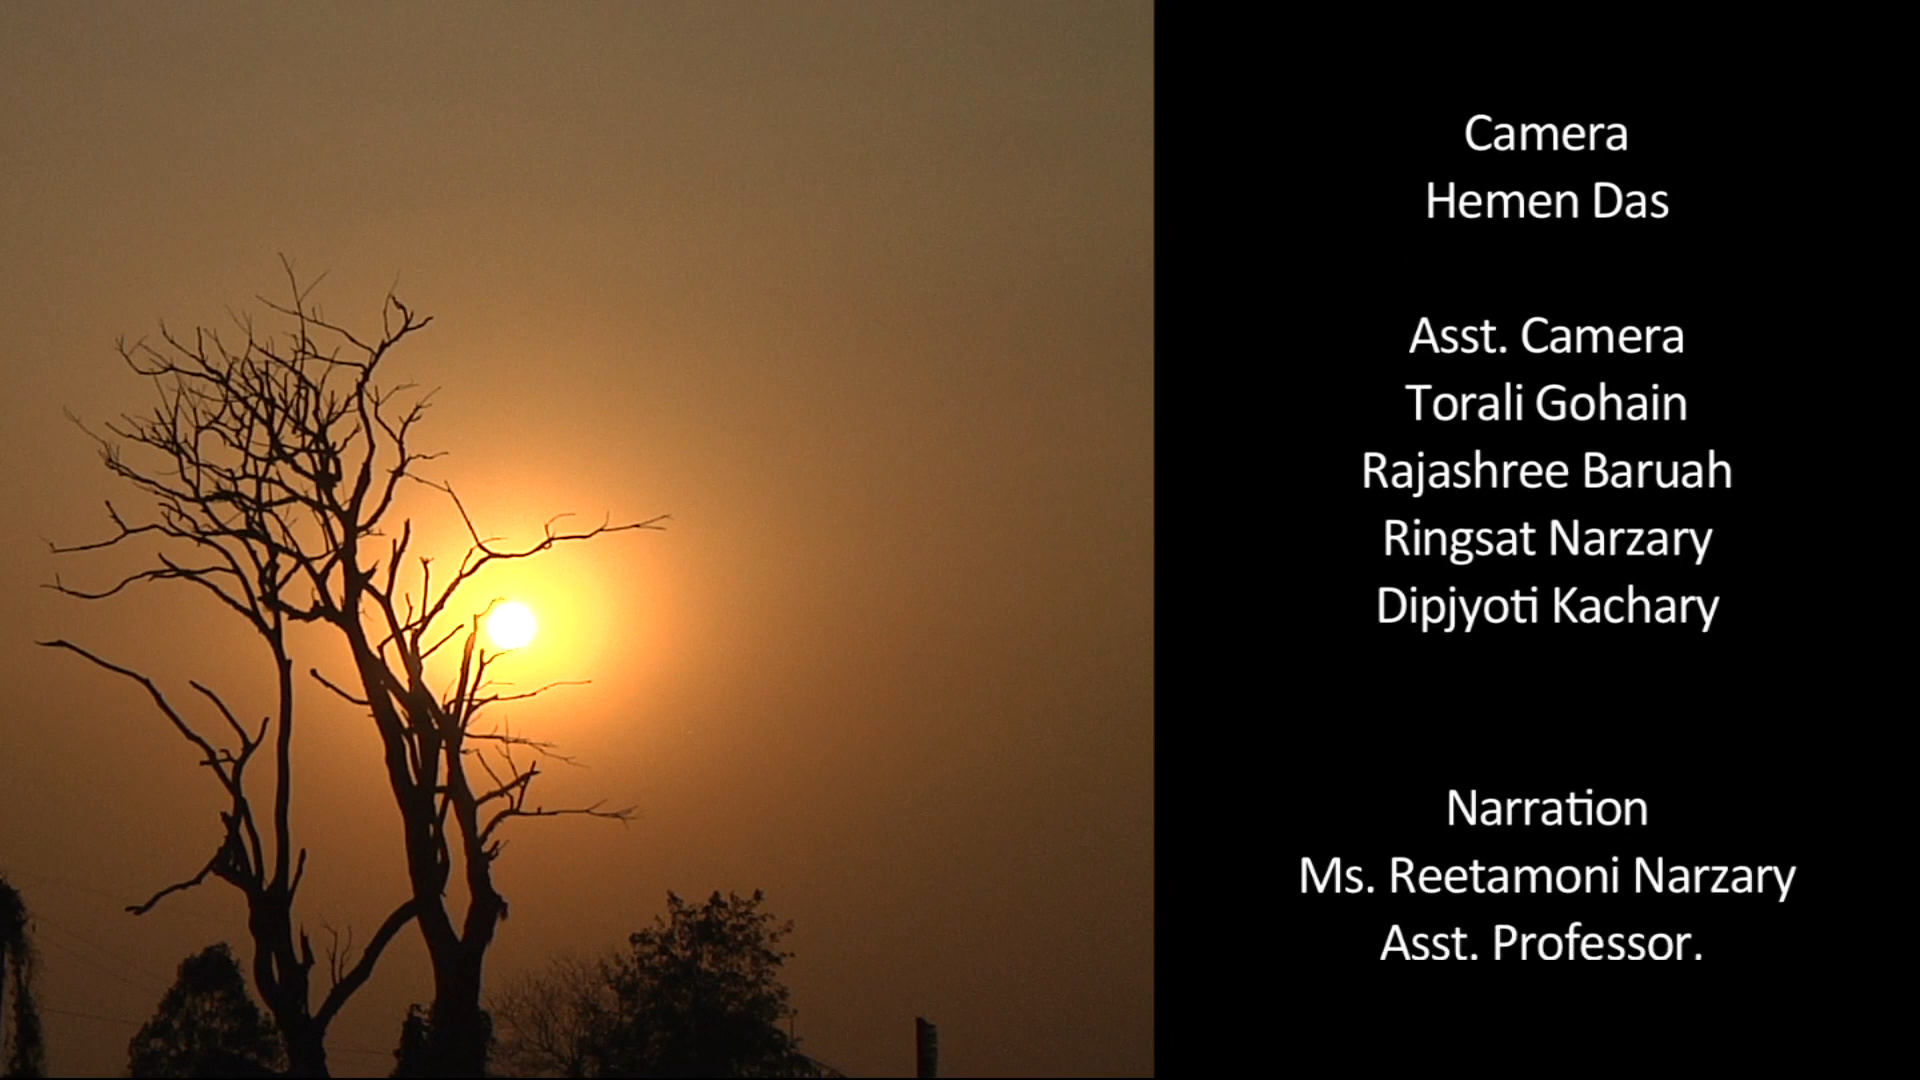 Camera
Hemen Das
Asst. Camera
Torali Gohain
Rajashree Baruah
Ringsat Narzary
Dipjyoti Kachary
Narration
Ms. Reetamoni Narzary
Asst. Professor.